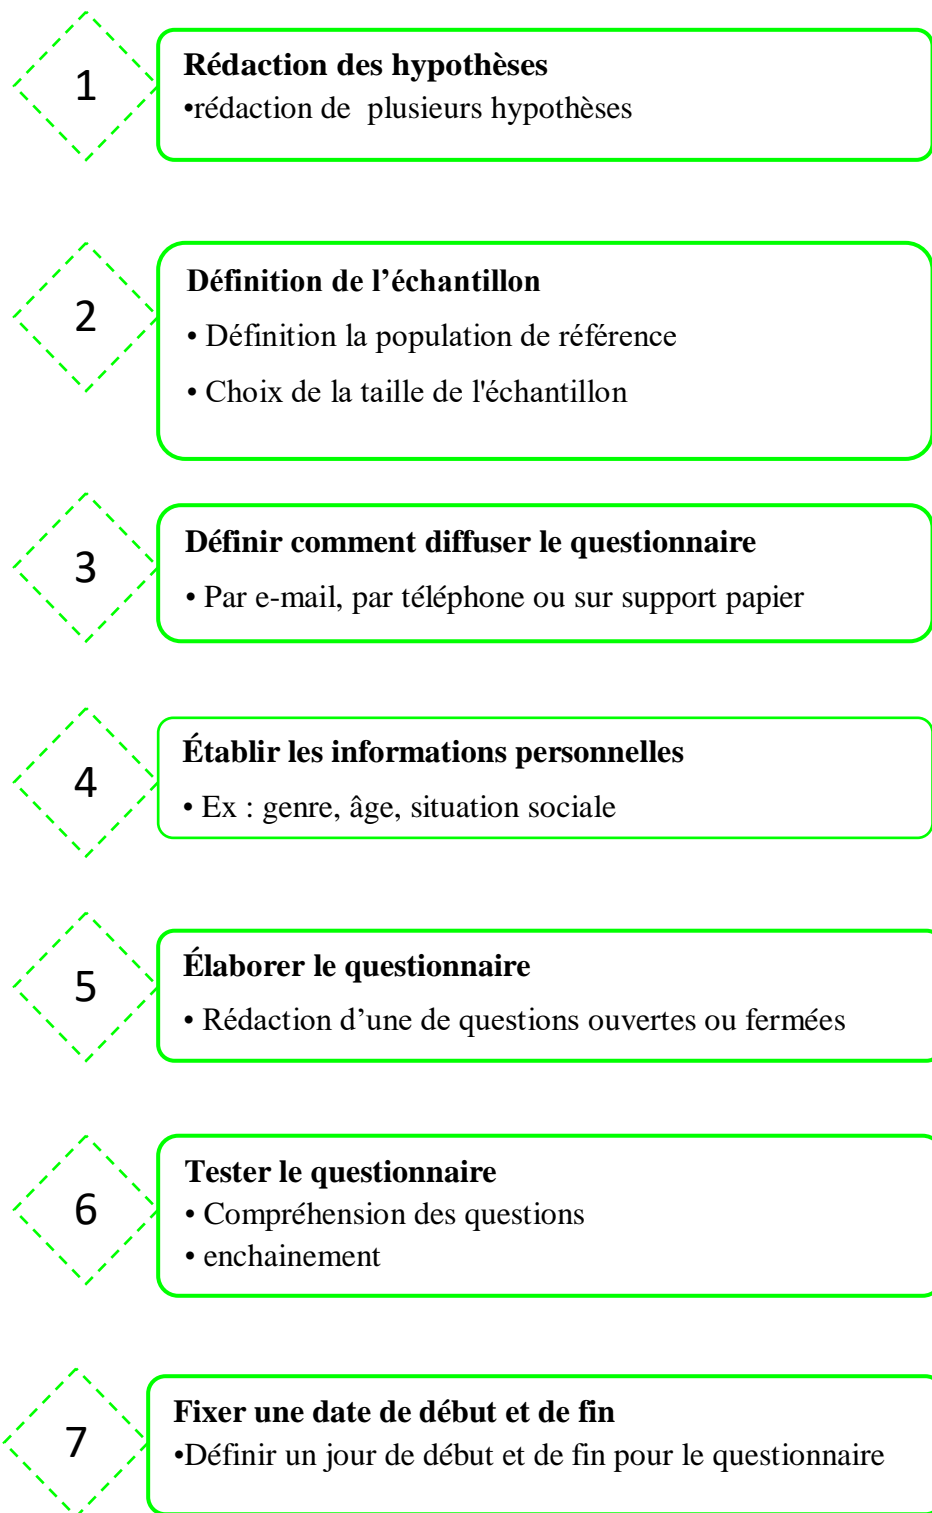 1
Rédaction des hypothèses
•rédaction de plusieurs hypothèses
2
Définition de l’échantillon
• Définition la population de référence
• Choix de la taille de l'échantillon
3
Définir comment diffuser le questionnaire
• Par e-mail, par téléphone ou sur support papier
4
Établir les informations personnelles
• Ex : genre, âge, situation sociale
5
Élaborer le questionnaire
• Rédaction d’une de questions ouvertes ou fermées
6
Tester le questionnaire
• Compréhension des questions
• enchainement
7
Fixer une date de début et de fin
•Définir un jour de début et de fin pour le questionnaire